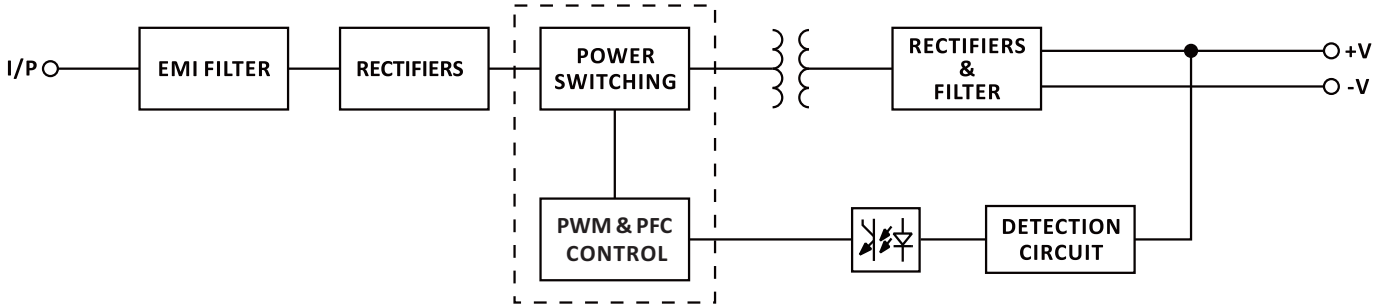 I/P
EMI FILTER
RECTIFIERS
POWER
SWITCHING
RECTIFIERS
&
FILTER
+V
-V
PWM & PFC
CONTROL
DETECTION
CIRCUIT